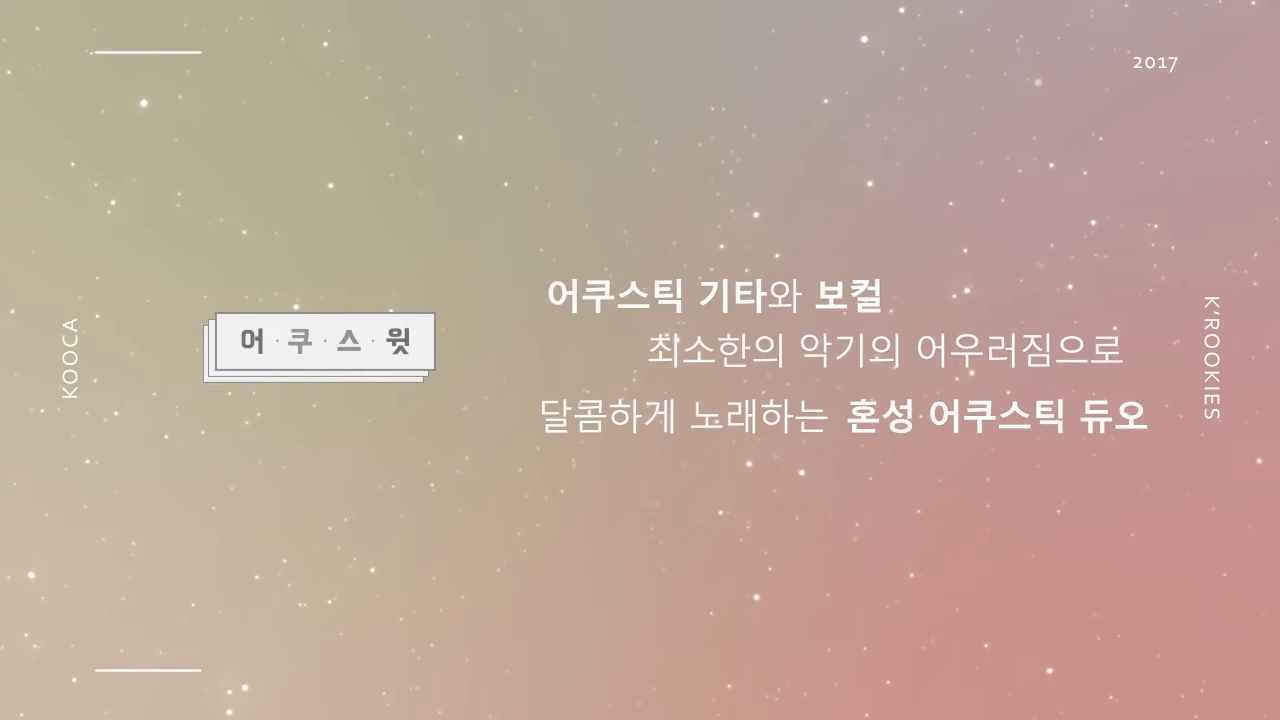 2017
KOOCA
어·쿠·스·윗
어쿠스틱 기타와 보컬
최소한의 악기의 어우러짐으로
달콤하게 노래하는 혼성 어쿠스틱 듀오
K'ROOKIES